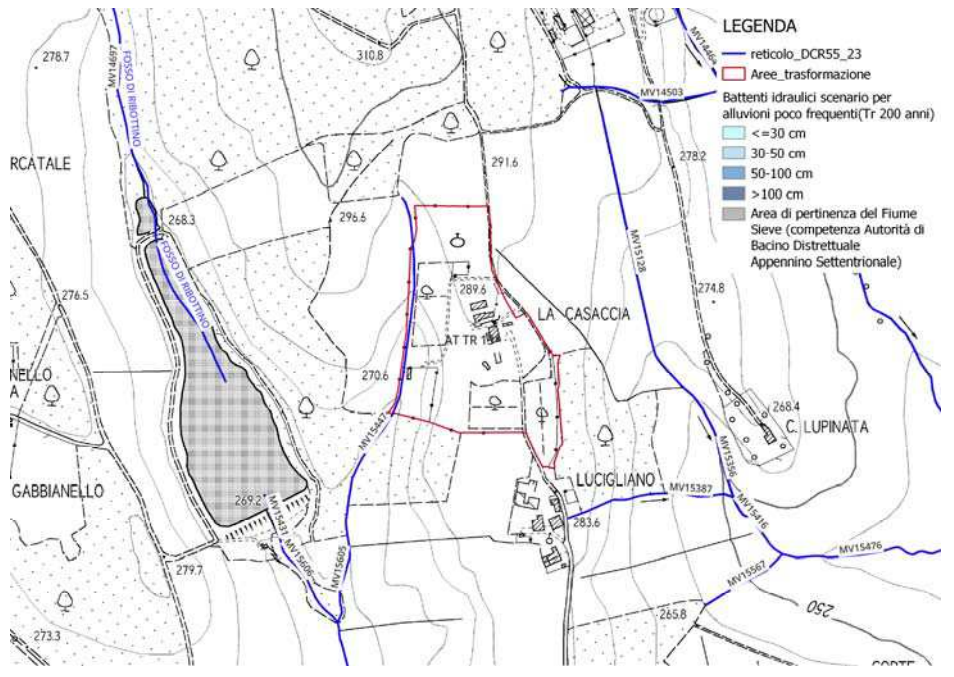 LEGENDA
reticolo_DCR55_23
Aree_trasformazione
Battenti idraulici scenario per
alluvioni poco frequenti(Tr 200 anni)
<=30 cm
30-50 cm
50-100 cm
>100 cm
Area di pertinenza del Fiume
Sieve (competenza Autorità di
Bacino Distrettuale
Appennino Settentrionale)
278.7
MV14697
FOSSO DI RIBOTTINO
310.8
MV14503
RCATALE
291.6
278.2
268.3
296.6
FOSSO DI RIBOTTINO
MV15128
276.5
289.6
274.8
LA CASACCIA
AT TR 1
NELLO
A
270.6
268.4
C. LUPINATA
MV15447
MV15356
GABBIANELLO
269.2
LUCIGLIANO
MV15387
283.6
MV15416
MV15431
MV15606
MV15605
MV15476
279.7
MV15567
265.8
250
273.3
CORTE